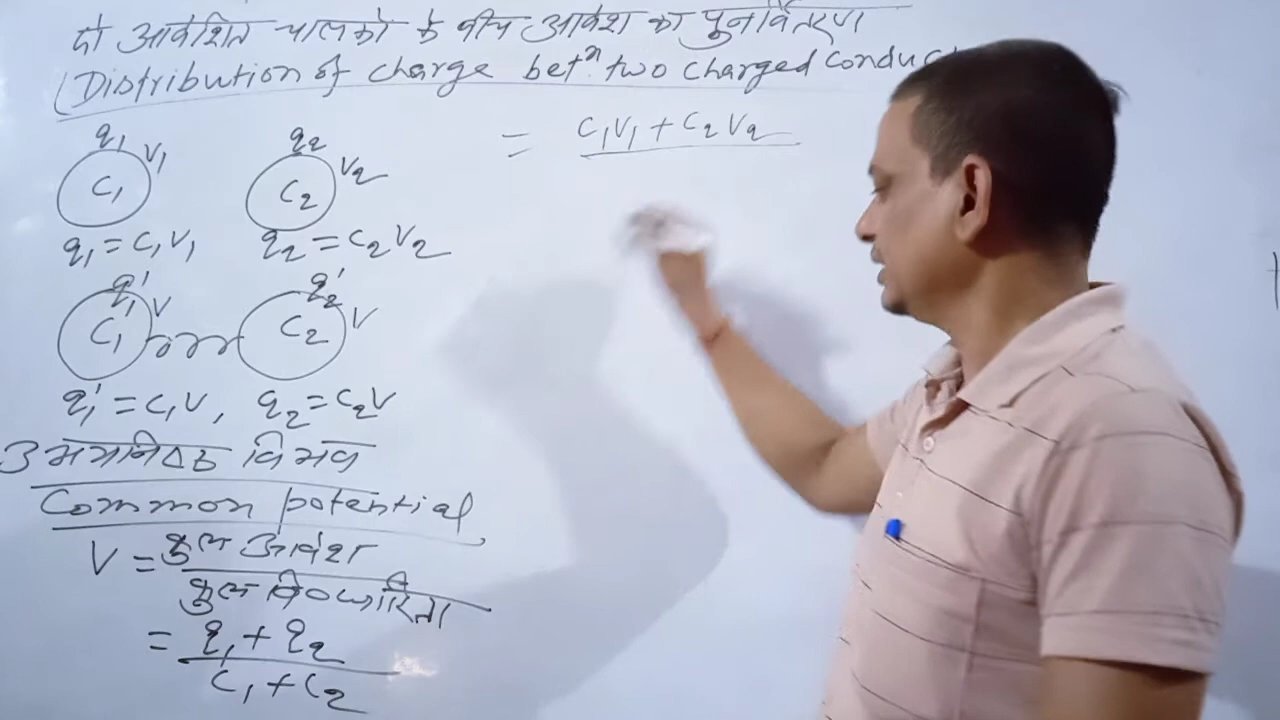 दो आवेशित चालको के बीच आवेश का पुनर्वितरण
(Distribution of charge betⁿ. two charged conduc
q₁ V₁ q₂ V₂
C₁ C₂
q₁ = C₁V₁ q₂ = C₂V₂
q₁' V q₂' V
C₁ C₂
q₁' = C₁V, q₂ = C₂V
उभयनिष्ठ विभव
Common potential
V = कुल आवेश
कुल विo धारिता
= q₁ + q₂
C₁ + C₂
= C₁V₁ + C₂V₂